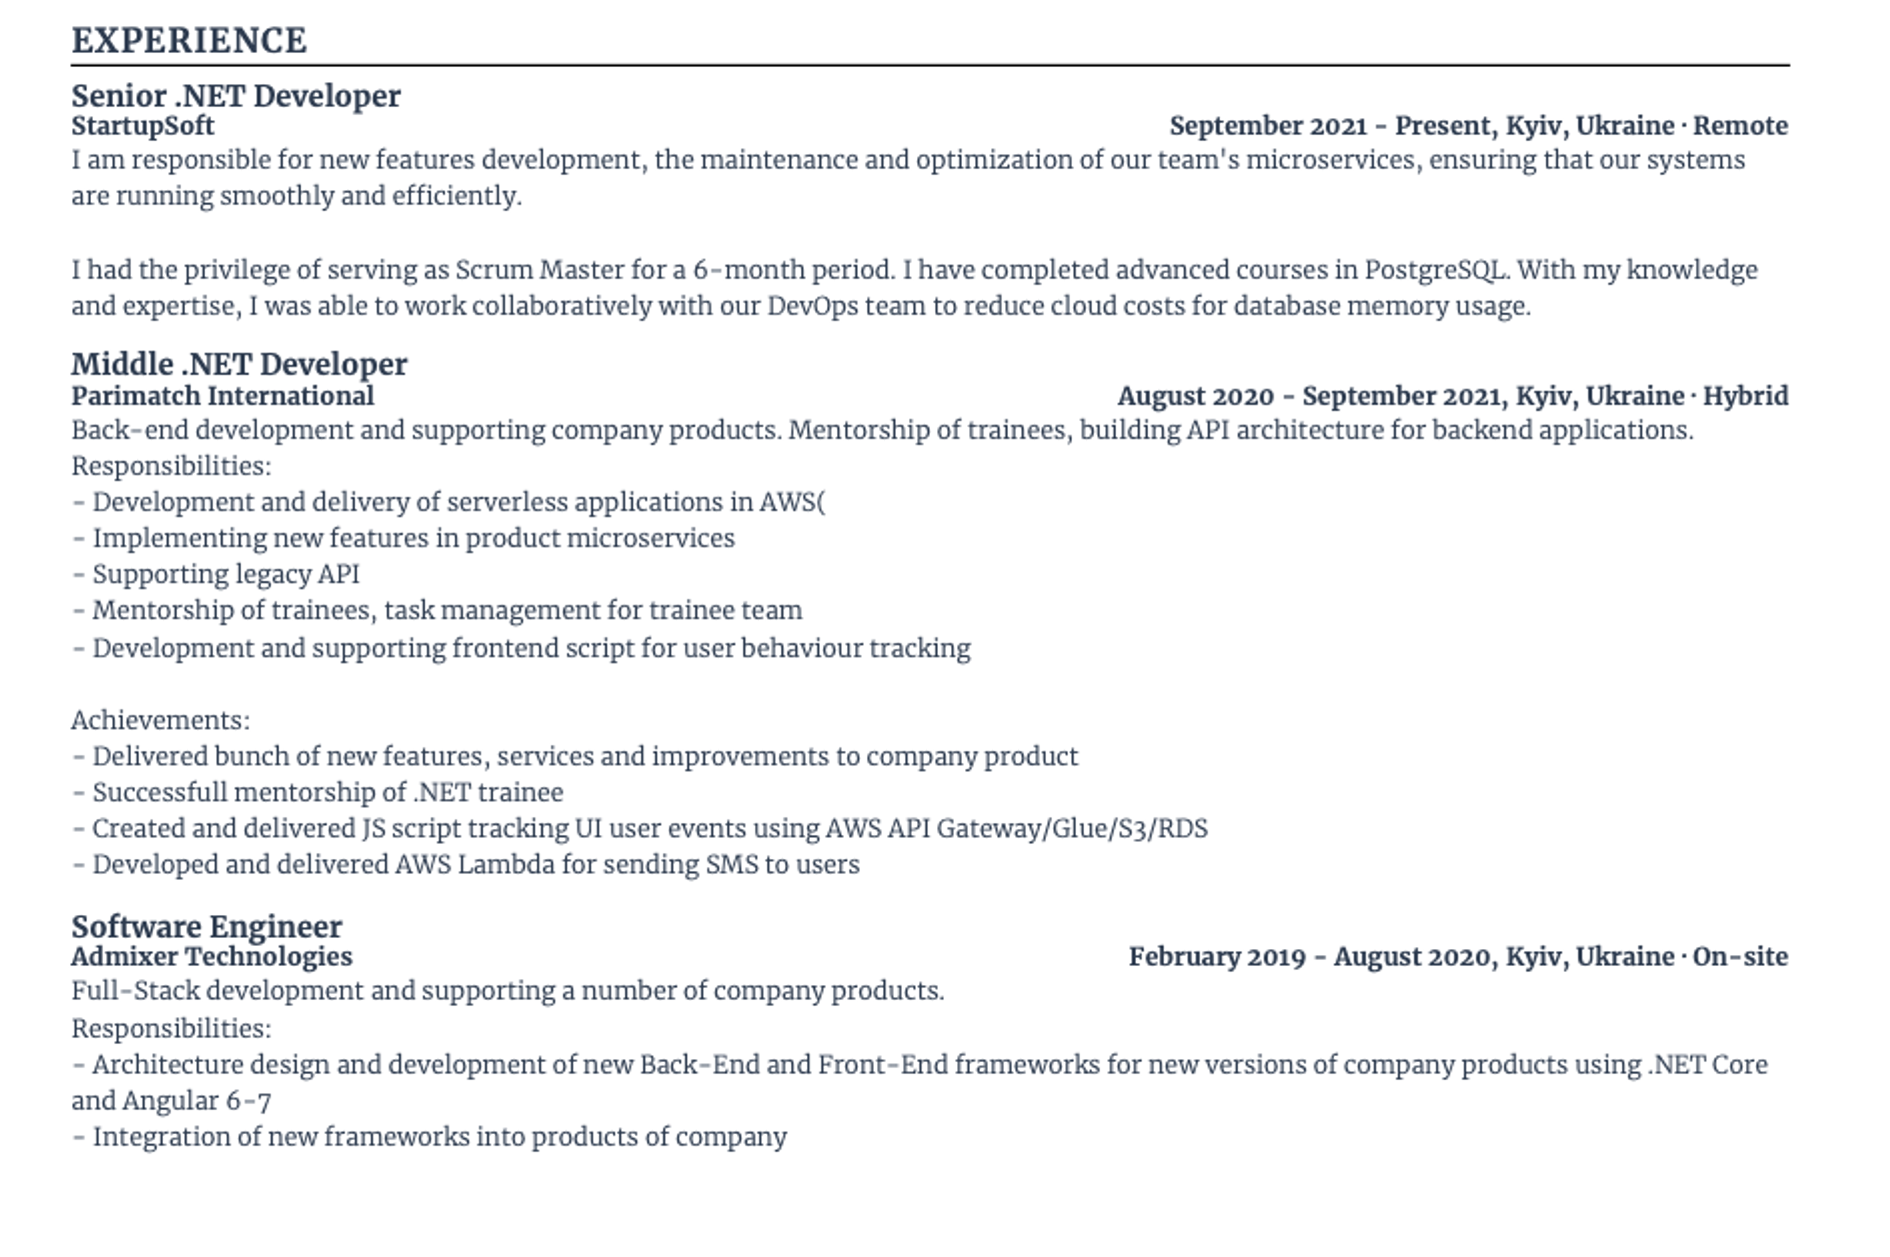 EXPERIENCE
Senior .NET Developer
StartupSoft September 2021 - Present, Kyiv, Ukraine · Remote
I am responsible for new features development, the maintenance and optimization of our team's microservices, ensuring that our systems
are running smoothly and efficiently.
I had the privilege of serving as Scrum Master for a 6-month period. I have completed advanced courses in PostgreSQL. With my knowledge
and expertise, I was able to work collaboratively with our DevOps team to reduce cloud costs for database memory usage.
Middle .NET Developer
Parimatch International August 2020 - September 2021, Kyiv, Ukraine · Hybrid
Back-end development and supporting company products. Mentorship of trainees, building API architecture for backend applications.
Responsibilities:
- Development and delivery of serverless applications in AWS(
- Implementing new features in product microservices
- Supporting legacy API
- Mentorship of trainees, task management for trainee team
- Development and supporting frontend script for user behaviour tracking
Achievements:
- Delivered bunch of new features, services and improvements to company product
- Successfull mentorship of .NET trainee
- Created and delivered JS script tracking UI user events using AWS API Gateway/Glue/S3/RDS
- Developed and delivered AWS Lambda for sending SMS to users
Software Engineer
Admixer Technologies February 2019 - August 2020, Kyiv, Ukraine · On-site
Full-Stack development and supporting a number of company products.
Responsibilities:
- Architecture design and development of new Back-End and Front-End frameworks for new versions of company products using .NET Core
and Angular 6-7
- Integration of new frameworks into products of company